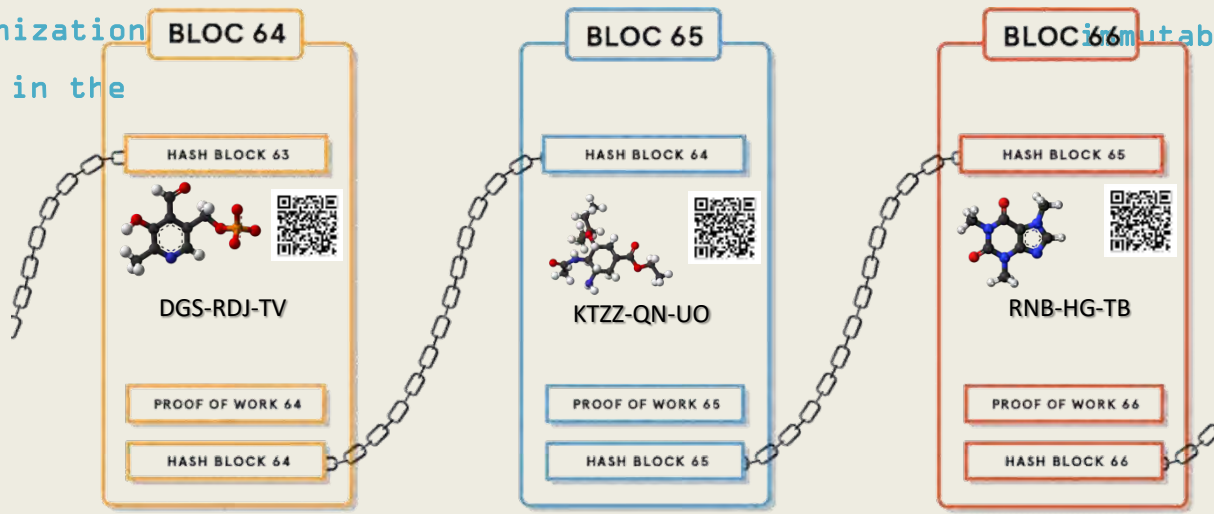 in the
BLOC 64
HASH BLOCK 63
DGS-RDJ-TV
PROOF OF WORK 64
HASH BLOCK 64
BLOC 65
HASH BLOCK 64
KTZZ-QN-UO
PROOF OF WORK 65
HASH BLOCK 65
BLOC 66
HASH BLOCK 65
RNB-HG-TB
PROOF OF WORK 66
HASH BLOCK 66